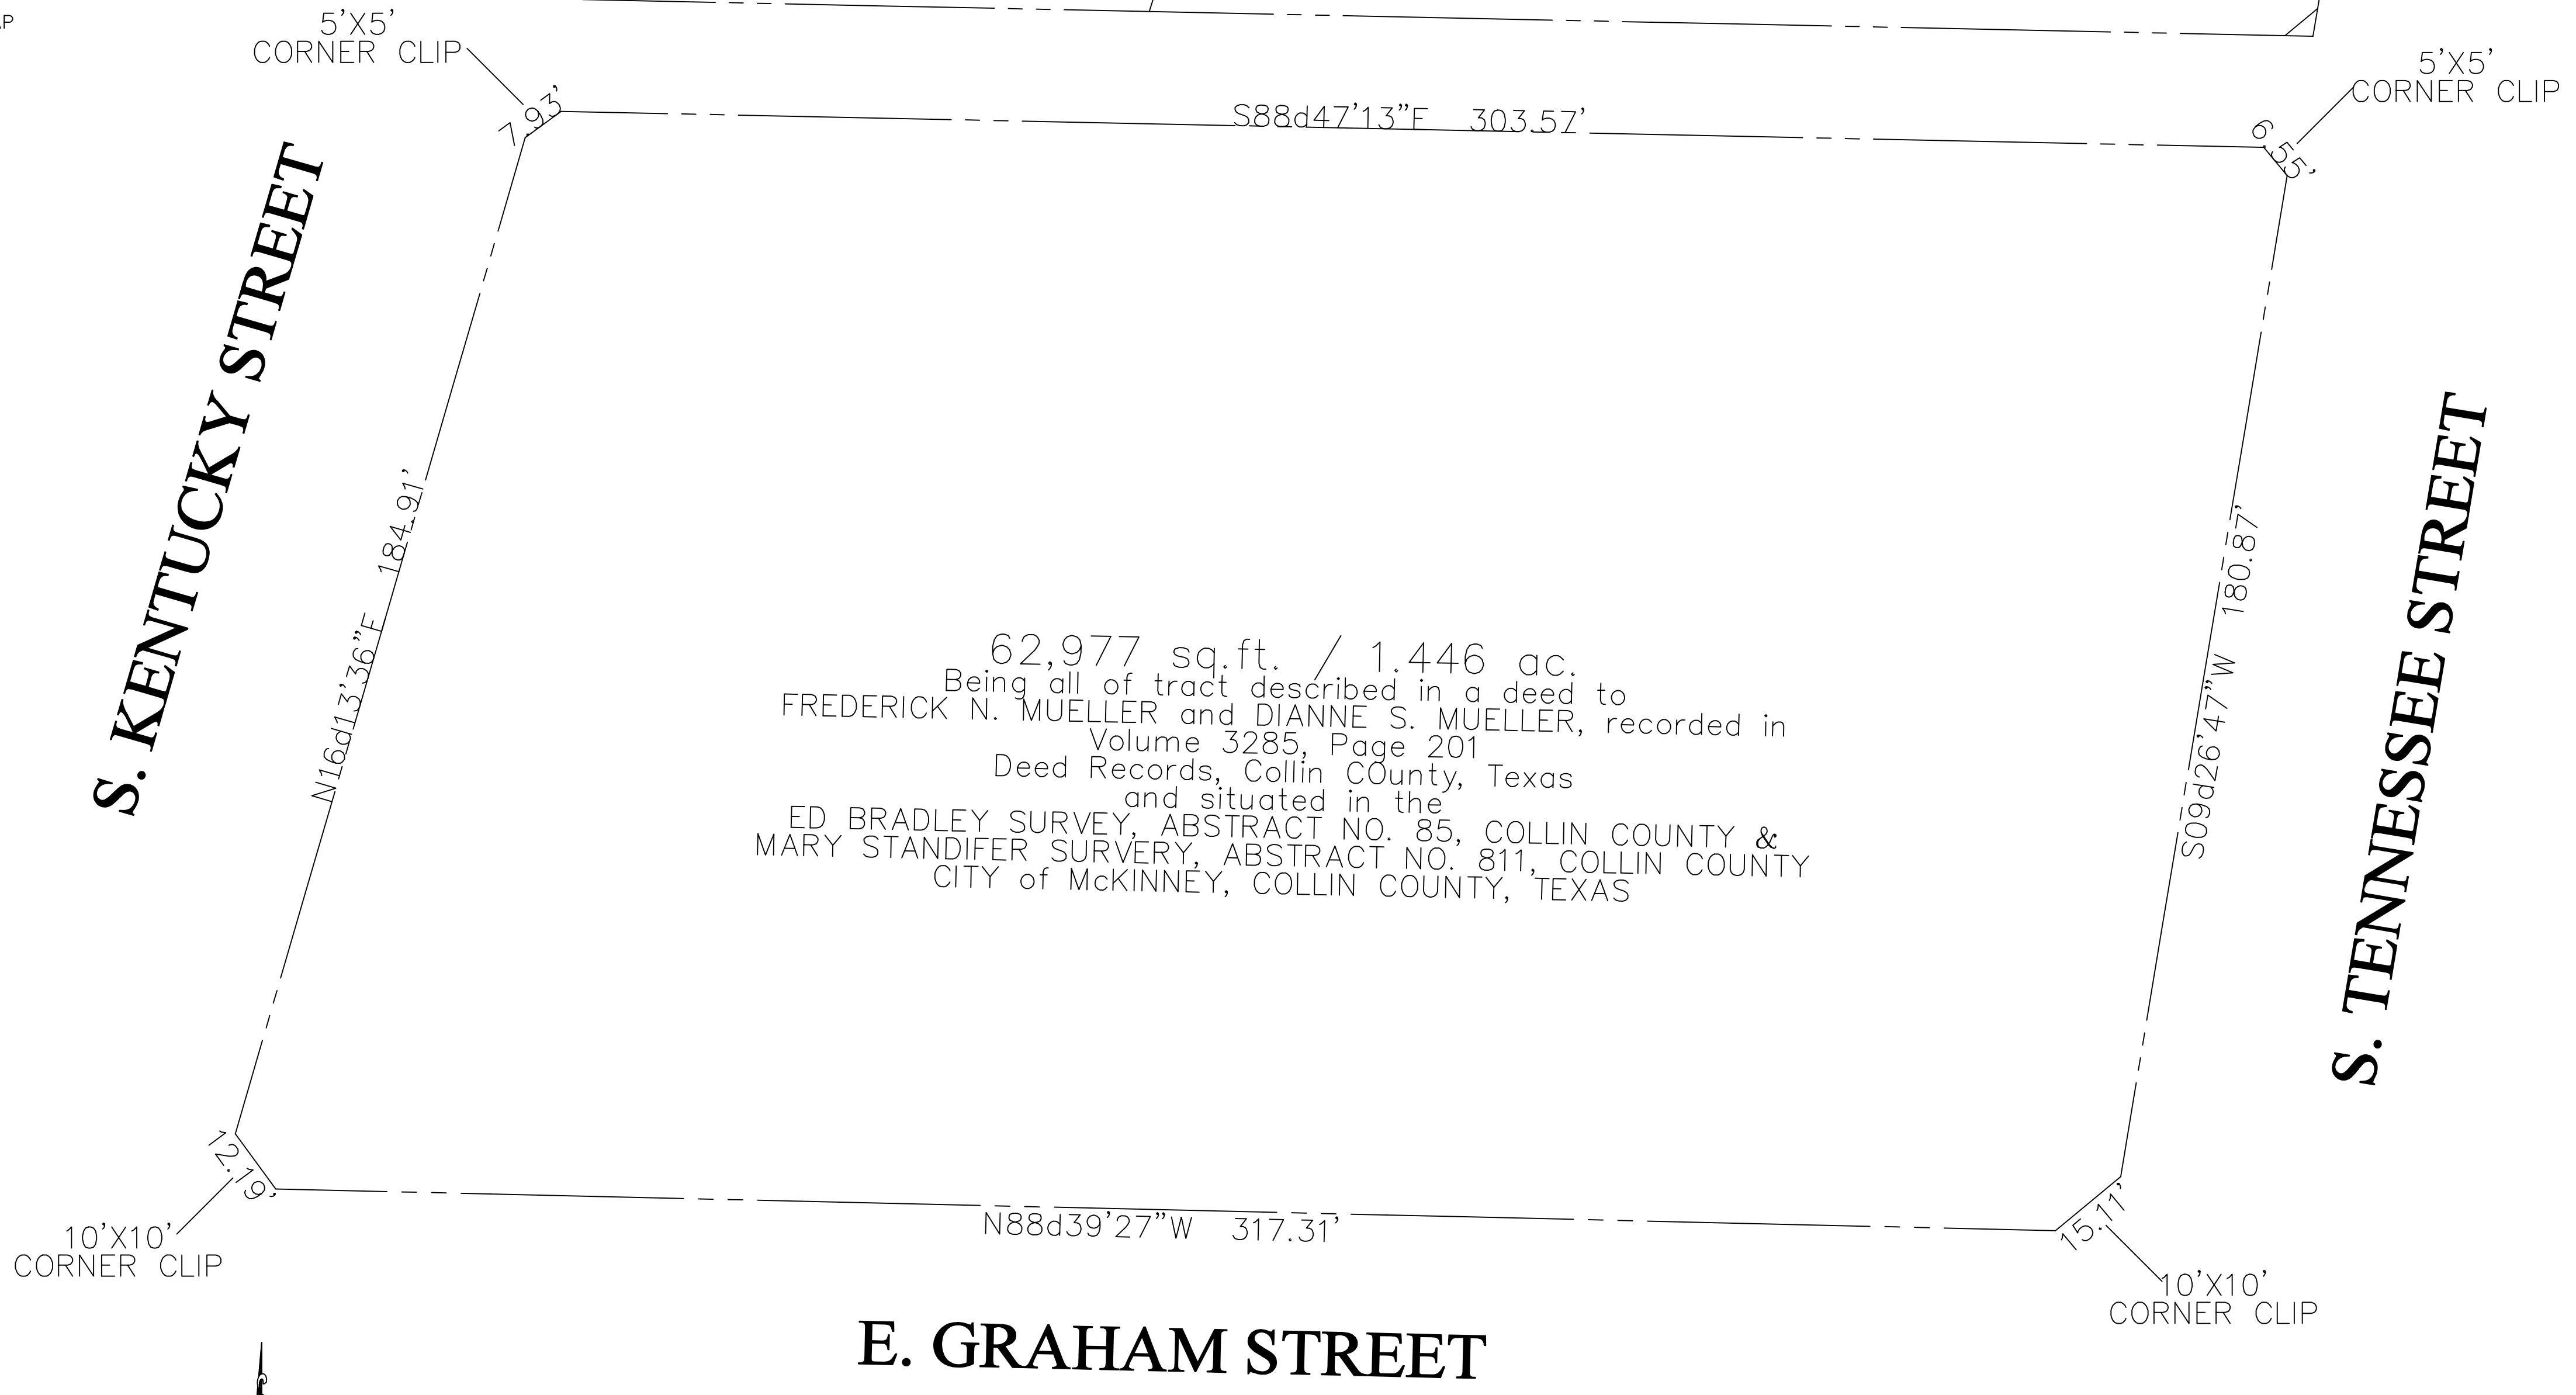 5'X5'
CORNER CLIP
5'X5'
CORNER CLIP
7.93'
S88d47'13"E 303.57'
6.55'
S. KENTUCKY STREET
N16d13'36"E 184.91'
S09d26'47"W 180.87'
S. TENNESSEE STREET
62,977 sq.ft. / 1.446 ac.
Being all of tract described in a deed to
FREDERICK N. MUELLER and DIANNE S. MUELLER, recorded in
Volume 3285, Page 201
Deed Records, Collin COunty, Texas
and situated in the
ED BRADLEY SURVEY, ABSTRACT NO. 85, COLLIN COUNTY &
MARY STANDIFER SURVERY, ABSTRACT NO. 811, COLLIN COUNTY
CITY of McKINNEY, COLLIN COUNTY, TEXAS
12.19'
10'X10'
CORNER CLIP
N88d39'27"W 317.31'
15.11'
10'X10'
CORNER CLIP
E. GRAHAM STREET